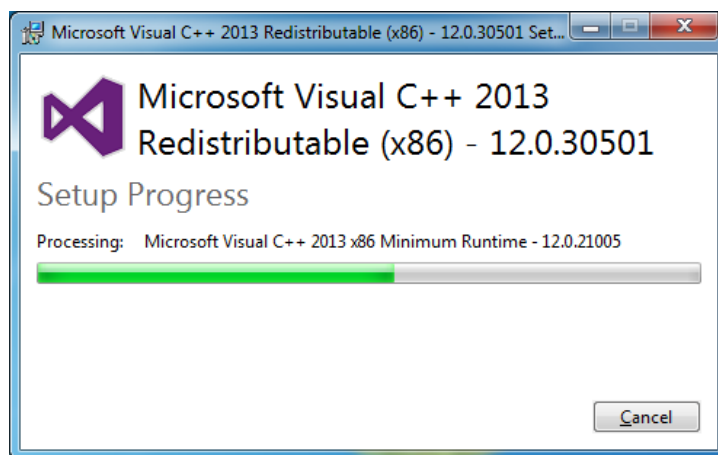 Microsoft Visual C++ 2013 Redistributable (x86) - 12.0.30501 Set...
Microsoft Visual C++ 2013
Redistributable (x86) - 12.0.30501
Setup Progress
Processing: Microsoft Visual C++ 2013 x86 Minimum Runtime - 12.0.21005
Cancel